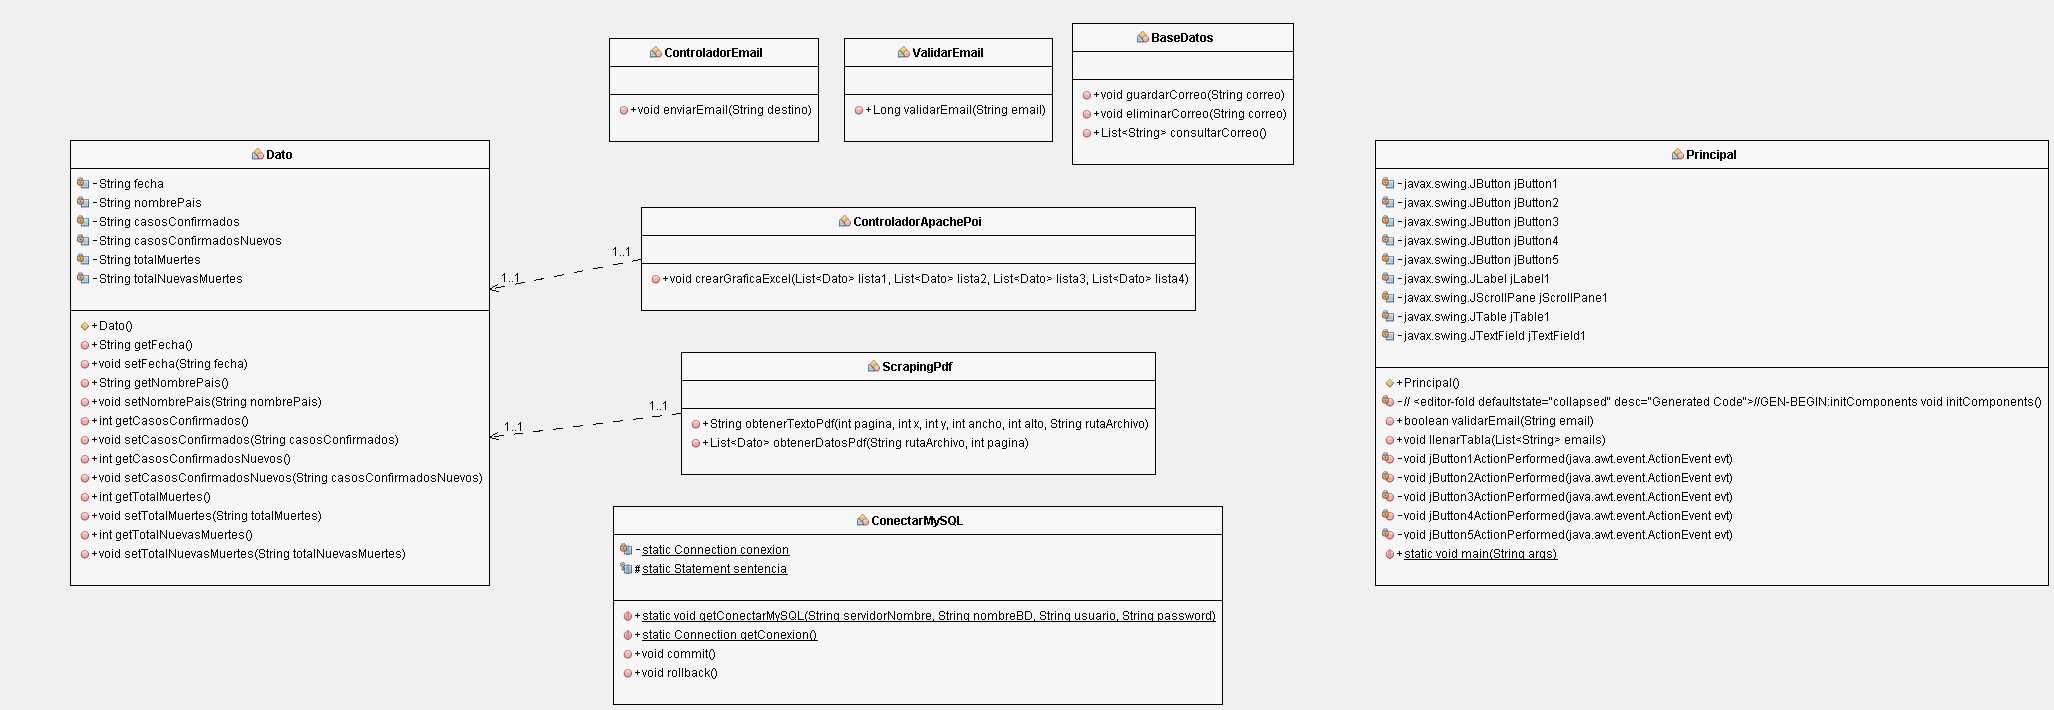 ControladorEmail
+void enviarEmail(String destino)
ValidarEmail
+Long validarEmail(String email)
BaseDatos
+void guardarCorreo(String correo)
+void eliminarCorreo(String correo)
+List<String> consultarCorreo()
Dato
-String fecha
-String nombrePais
-String casosConfirmados
-String casosConfirmadosNuevos
-String totalMuertes
-String totalNuevasMuertes
+Dato()
+String getFecha()
+void setFecha(String fecha)
+String getNombrePais()
+void setNombrePais(String nombrePais)
+int getCasosConfirmados()
+void setCasosConfirmados(String casosConfirmados)
+int getCasosConfirmadosNuevos()
+void setCasosConfirmadosNuevos(String casosConfirmadosNuevos)
+int getTotalMuertes()
+void setTotalMuertes(String totalMuertes)
+int getTotalNuevasMuertes()
+void setTotalNuevasMuertes(String totalNuevasMuertes)
1..1
1..1
ControladorApachePoi
+void crearGraficaExcel(List<Dato> lista1, List<Dato> lista2, List<Dato> lista3, List<Dato> lista4)
1..1
1..1
ScrapingPdf
+String obtenerTextoPdf(int pagina, int x, int y, int ancho, int alto, String rutaArchivo)
+List<Dato> obtenerDatosPdf(String rutaArchivo, int pagina)
ConectarMySQL
-static Connection conexion
#static Statement sentencia
+static void getConectarMySQL(String servidorNombre, String nombreBD, String usuario, String password)
+static Connection getConexion()
+void commit()
+void rollback()
Principal
-javax.swing.JButton jButton1
-javax.swing.JButton jButton2
-javax.swing.JButton jButton3
-javax.swing.JButton jButton4
-javax.swing.JButton jButton5
-javax.swing.JLabel jLabel1
-javax.swing.JScrollPane jScrollPane1
-javax.swing.JTable jTable1
-javax.swing.JTextField jTextField1
+Principal()
-// <editor-fold defaultstate="collapsed" desc="Generated Code">//GEN-BEGIN:initComponents void initComponents()
+boolean validarEmail(String email)
+void llenarTabla(List<String> emails)
-void jButton1ActionPerformed(java.awt.event.ActionEvent evt)
-void jButton2ActionPerformed(java.awt.event.ActionEvent evt)
-void jButton3ActionPerformed(java.awt.event.ActionEvent evt)
-void jButton4ActionPerformed(java.awt.event.ActionEvent evt)
-void jButton5ActionPerformed(java.awt.event.ActionEvent evt)
+static void main(String args)